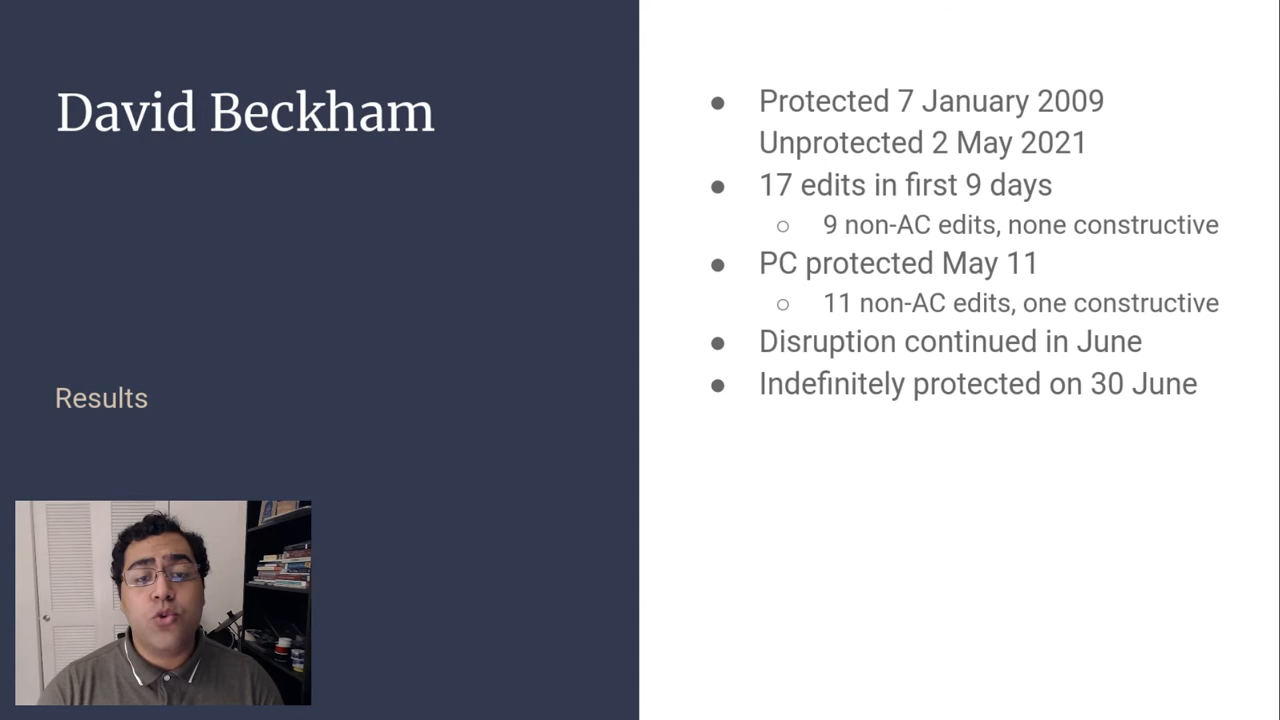 David Beckham
Results
Protected 7 January 2009
Unprotected 2 May 2021
17 edits in first 9 days
9 non-AC edits, none constructive
PC protected May 11
11 non-AC edits, one constructive
Disruption continued in June
Indefinitely protected on 30 June